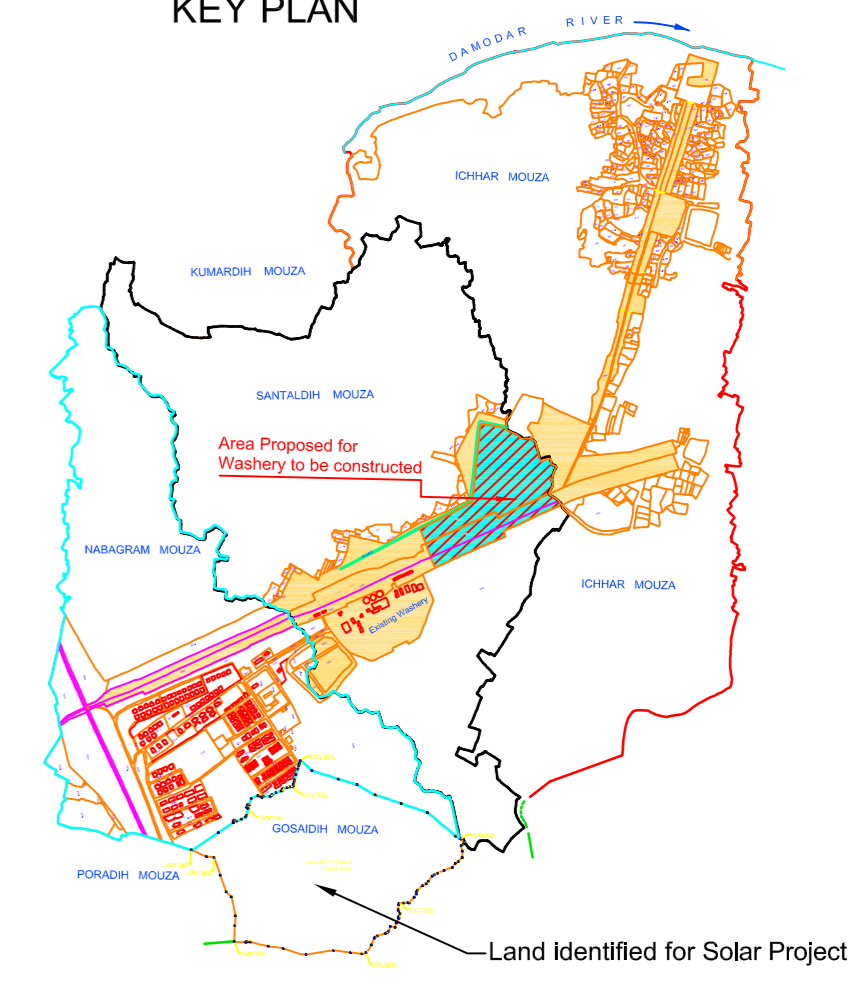 KEY PLAN
DAMODAR RIVER
ICHHAR MOUZA
KUMARDIH MOUZA
SANTALDIH MOUZA
Area Proposed for
Washery to be constructed
NABAGRAM MOUZA
ICHHAR MOUZA
Existing Washery
GOSAIDIH MOUZA
PORADIH MOUZA
Land identified for Solar Project